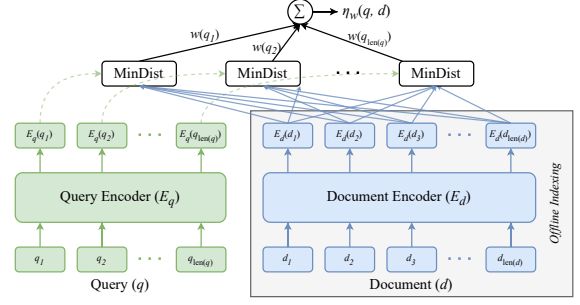 ∑ η_w(q, d)
w(q_1) w(q_2) w(q_len(q))
MinDist MinDist · · · MinDist
E_q(q_1) E_q(q_2) · · · E_q(q_len(q)) E_d(d_1) E_d(d_2) E_d(d_3) · · · E_d(d_len(d))
Query Encoder (E_q) Document Encoder (E_d)
Offline Indexing
q_1 q_2 · · · q_len(q) d_1 d_2 d_3 · · · d_len(d)
Query (q) Document (d)